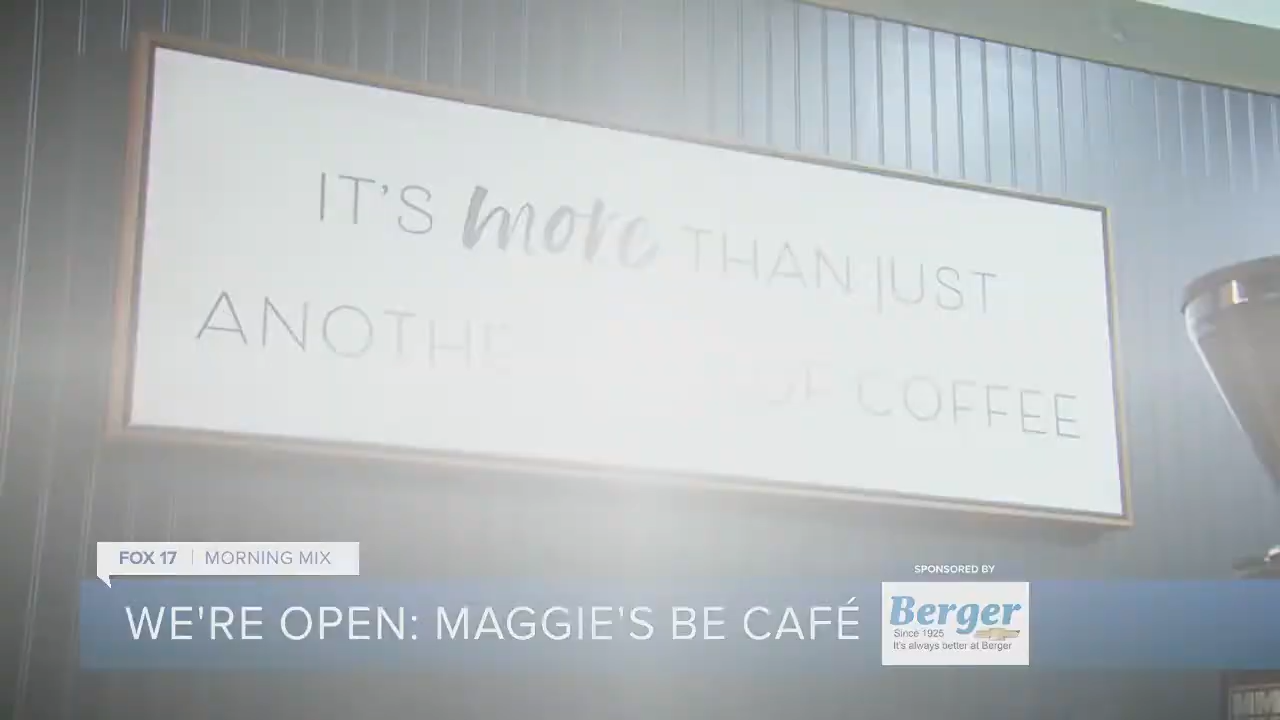 IT'S more THAN JUST
ANOTHE OF COFFEE
FOX 17 | MORNING MIX
WE'RE OPEN: MAGGIE'S BE CAFÉ
SPONSORED BY
Berger
Since 1925
It's always better at Berger